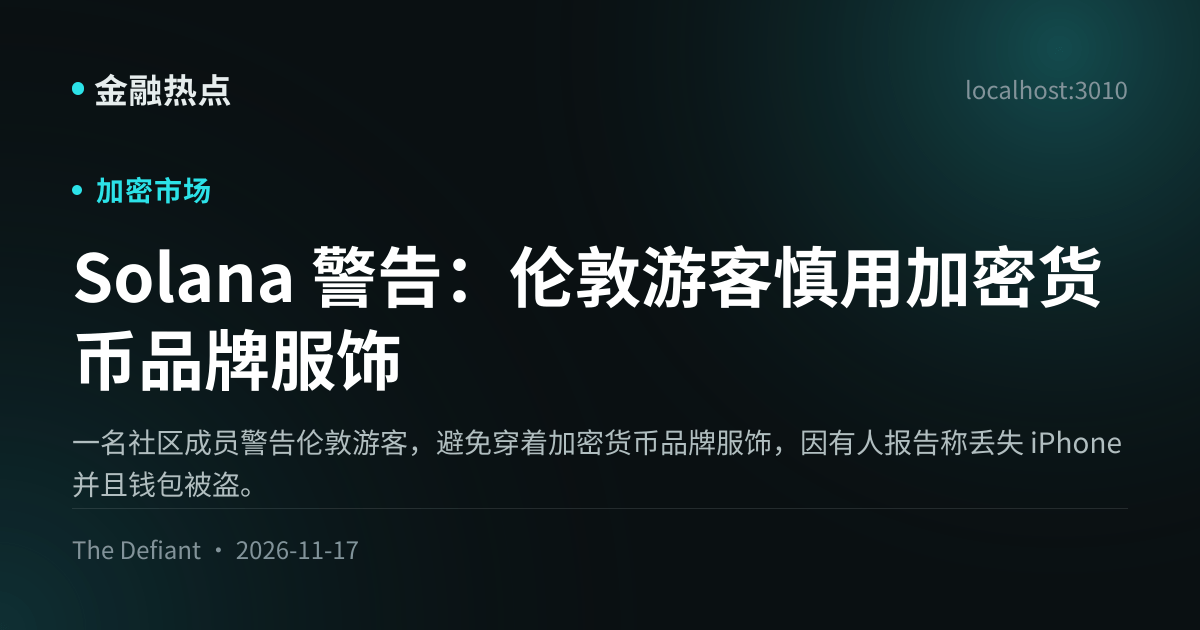 金融热点
localhost:3010
加密市场
Solana 警告：伦敦游客慎用加密货
币品牌服饰
一名社区成员警告伦敦游客，避免穿着加密货币品牌服饰，因有人报告称丢失 iPhone
并且钱包被盗。
The Defiant · 2026-11-17